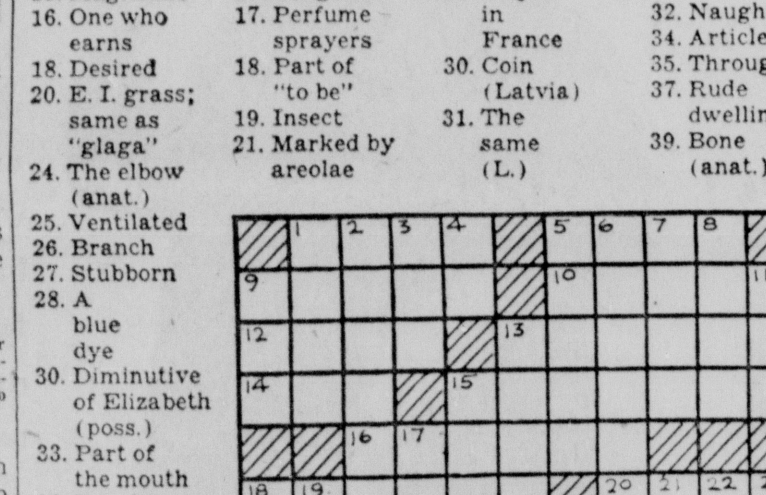 16. One who
earns
18. Desired
20. E. I. grass;
same as
"glaga"
24. The elbow
(anat.)
25. Ventilated
26. Branch
27. Stubborn
28. A
blue
dye
30. Diminutive
of Elizabeth
(poss.)
33. Part of
the mouth
17. Perfume
sprayers
18. Part of
"to be"
19. Insect
21. Marked by
areolae
in
France
30. Coin
(Latvia)
31. The
same
(L.)
32. Naugh
34. Article
35. Throug
37. Rude
dwellin
39. Bone
(anat.)
1 2 3 4 5 6 7 8
9 10 11
12 13
14 15
16 17
18 19 20 21 22